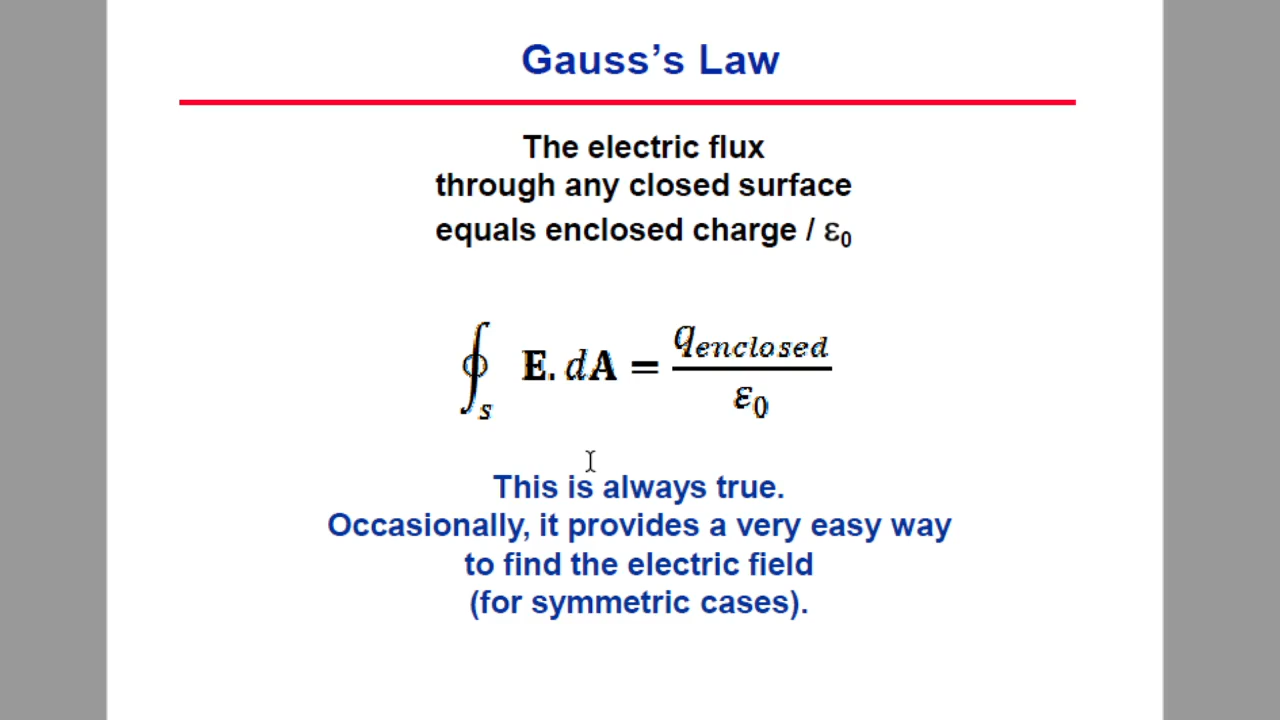 Gauss’s Law
The electric flux
through any closed surface
equals enclosed charge / ε₀
∮ₛ E. dA = q_enclosed / ε₀
This is always true.
Occasionally, it provides a very easy way
to find the electric field
(for symmetric cases).